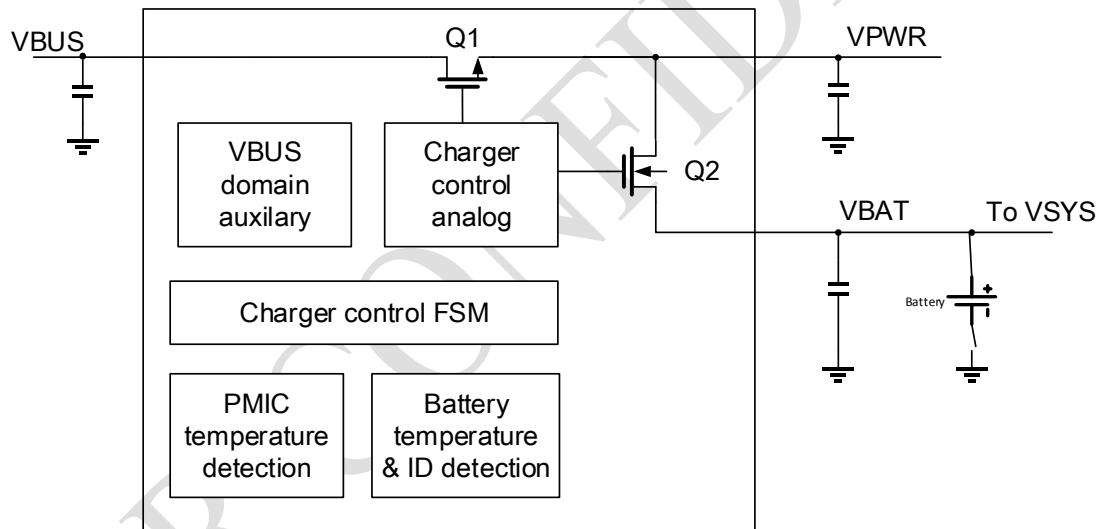 VBUS
Q1
VPWR
VBUS
domain
auxilary
Charger
control
analog
Q2
VBAT
To VSYS
Charger control FSM
Battery
+
PMIC
temperature
detection
Battery
temperature
& ID detection